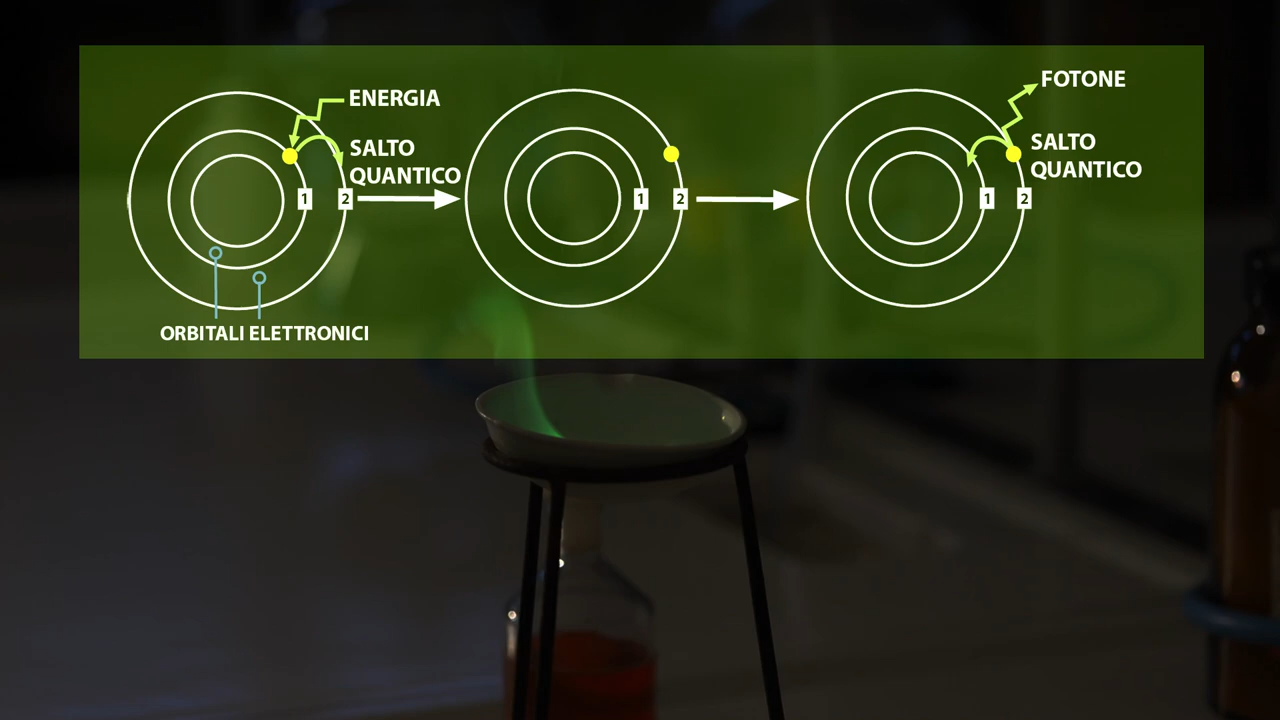 ENERGIA
SALTO
QUANTICO
1
2
ORBITALI ELETTRONICI
1
2
FOTONE
SALTO
QUANTICO
1
2